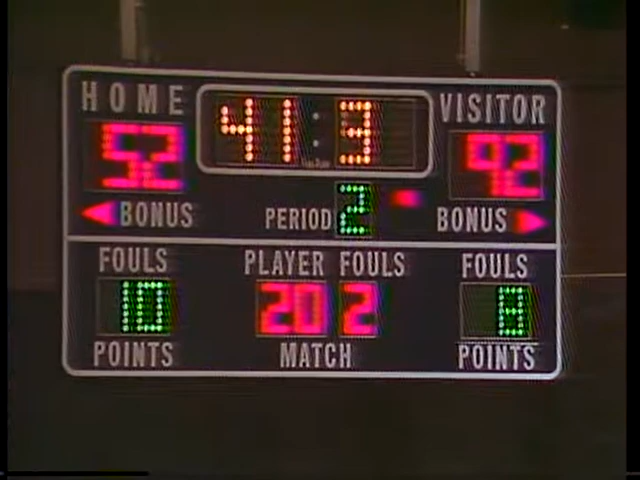 HOME 41:3 VISITOR
52 92
BONUS PERIOD 2 BONUS
FOULS PLAYER FOULS FOULS
10 20 2 8
POINTS MATCH POINTS